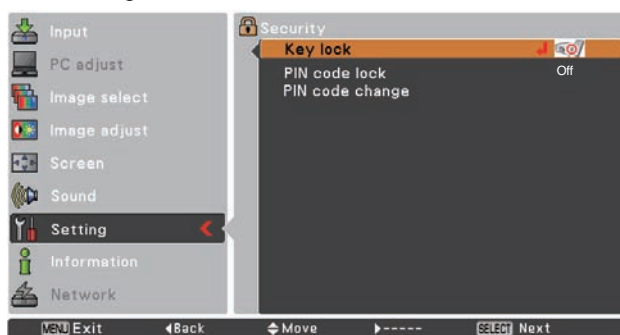 Input
PC adjust
Image select
Image adjust
Screen
Sound
Setting
Information
Network
Security
Key lock
PIN code lock Off
PIN code change
MENU Exit Back Move ----- SELECT Next